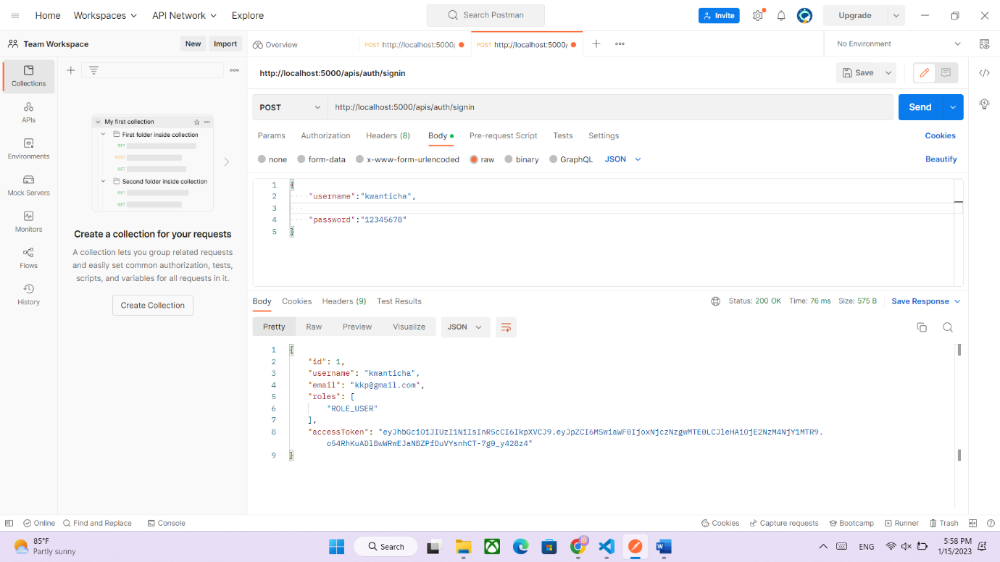 Home Workspaces API Network Explore Search Postman Invite Upgrade
Team Workspace New Import Overview POST http://localhost:5000/ POST http://localhost:5000/ No Environment
http://localhost:5000/apis/auth/signin Save
Collections
APIs
Environments
Mock Servers
Monitors
Flows
History
My first collection
First folder inside collection
GET
POST
GET
Second folder inside collection
GET
GET
Create a collection for your requests
A collection lets you group related requests
and easily set common authorization, tests,
scripts, and variables for all requests in it.
Create Collection
POST http://localhost:5000/apis/auth/signin Send
Params Authorization Headers (8) Body Pre-request Script Tests Settings Cookies
none form-data x-www-form-urlencoded raw binary GraphQL JSON Beautify
1 {
2 "username":"kwanticha",
3
4 "password":"12345678"
5 }
Body Cookies Headers (9) Test Results Status: 200 OK Time: 76 ms Size: 575 B Save Response
Pretty Raw Preview Visualize JSON
1 {
2 "id": 1,
3 "username": "kwanticha",
4 "email": "kkp@gmail.com",
5 "roles": [
6 "ROLE_USER"
7 ],
8 "accessToken": "eyJhbGciOiJIUzI1NiIsInR5cCI6IkpXVCJ9.eyJpZCI6MSwiaWF0IjoxNjczNzgwMTE0LCJleHAiOjE2NzM4NjY1MTR9.
o54RhKuADlBwWRwEJaNBZPfDuVYsnhCT-7g0_y428z4"
9 }
Online Find and Replace Console Cookies Capture requests Bootcamp Runner Trash
85°F
Partly sunny
Search
ENG
5:58 PM
1/15/2023